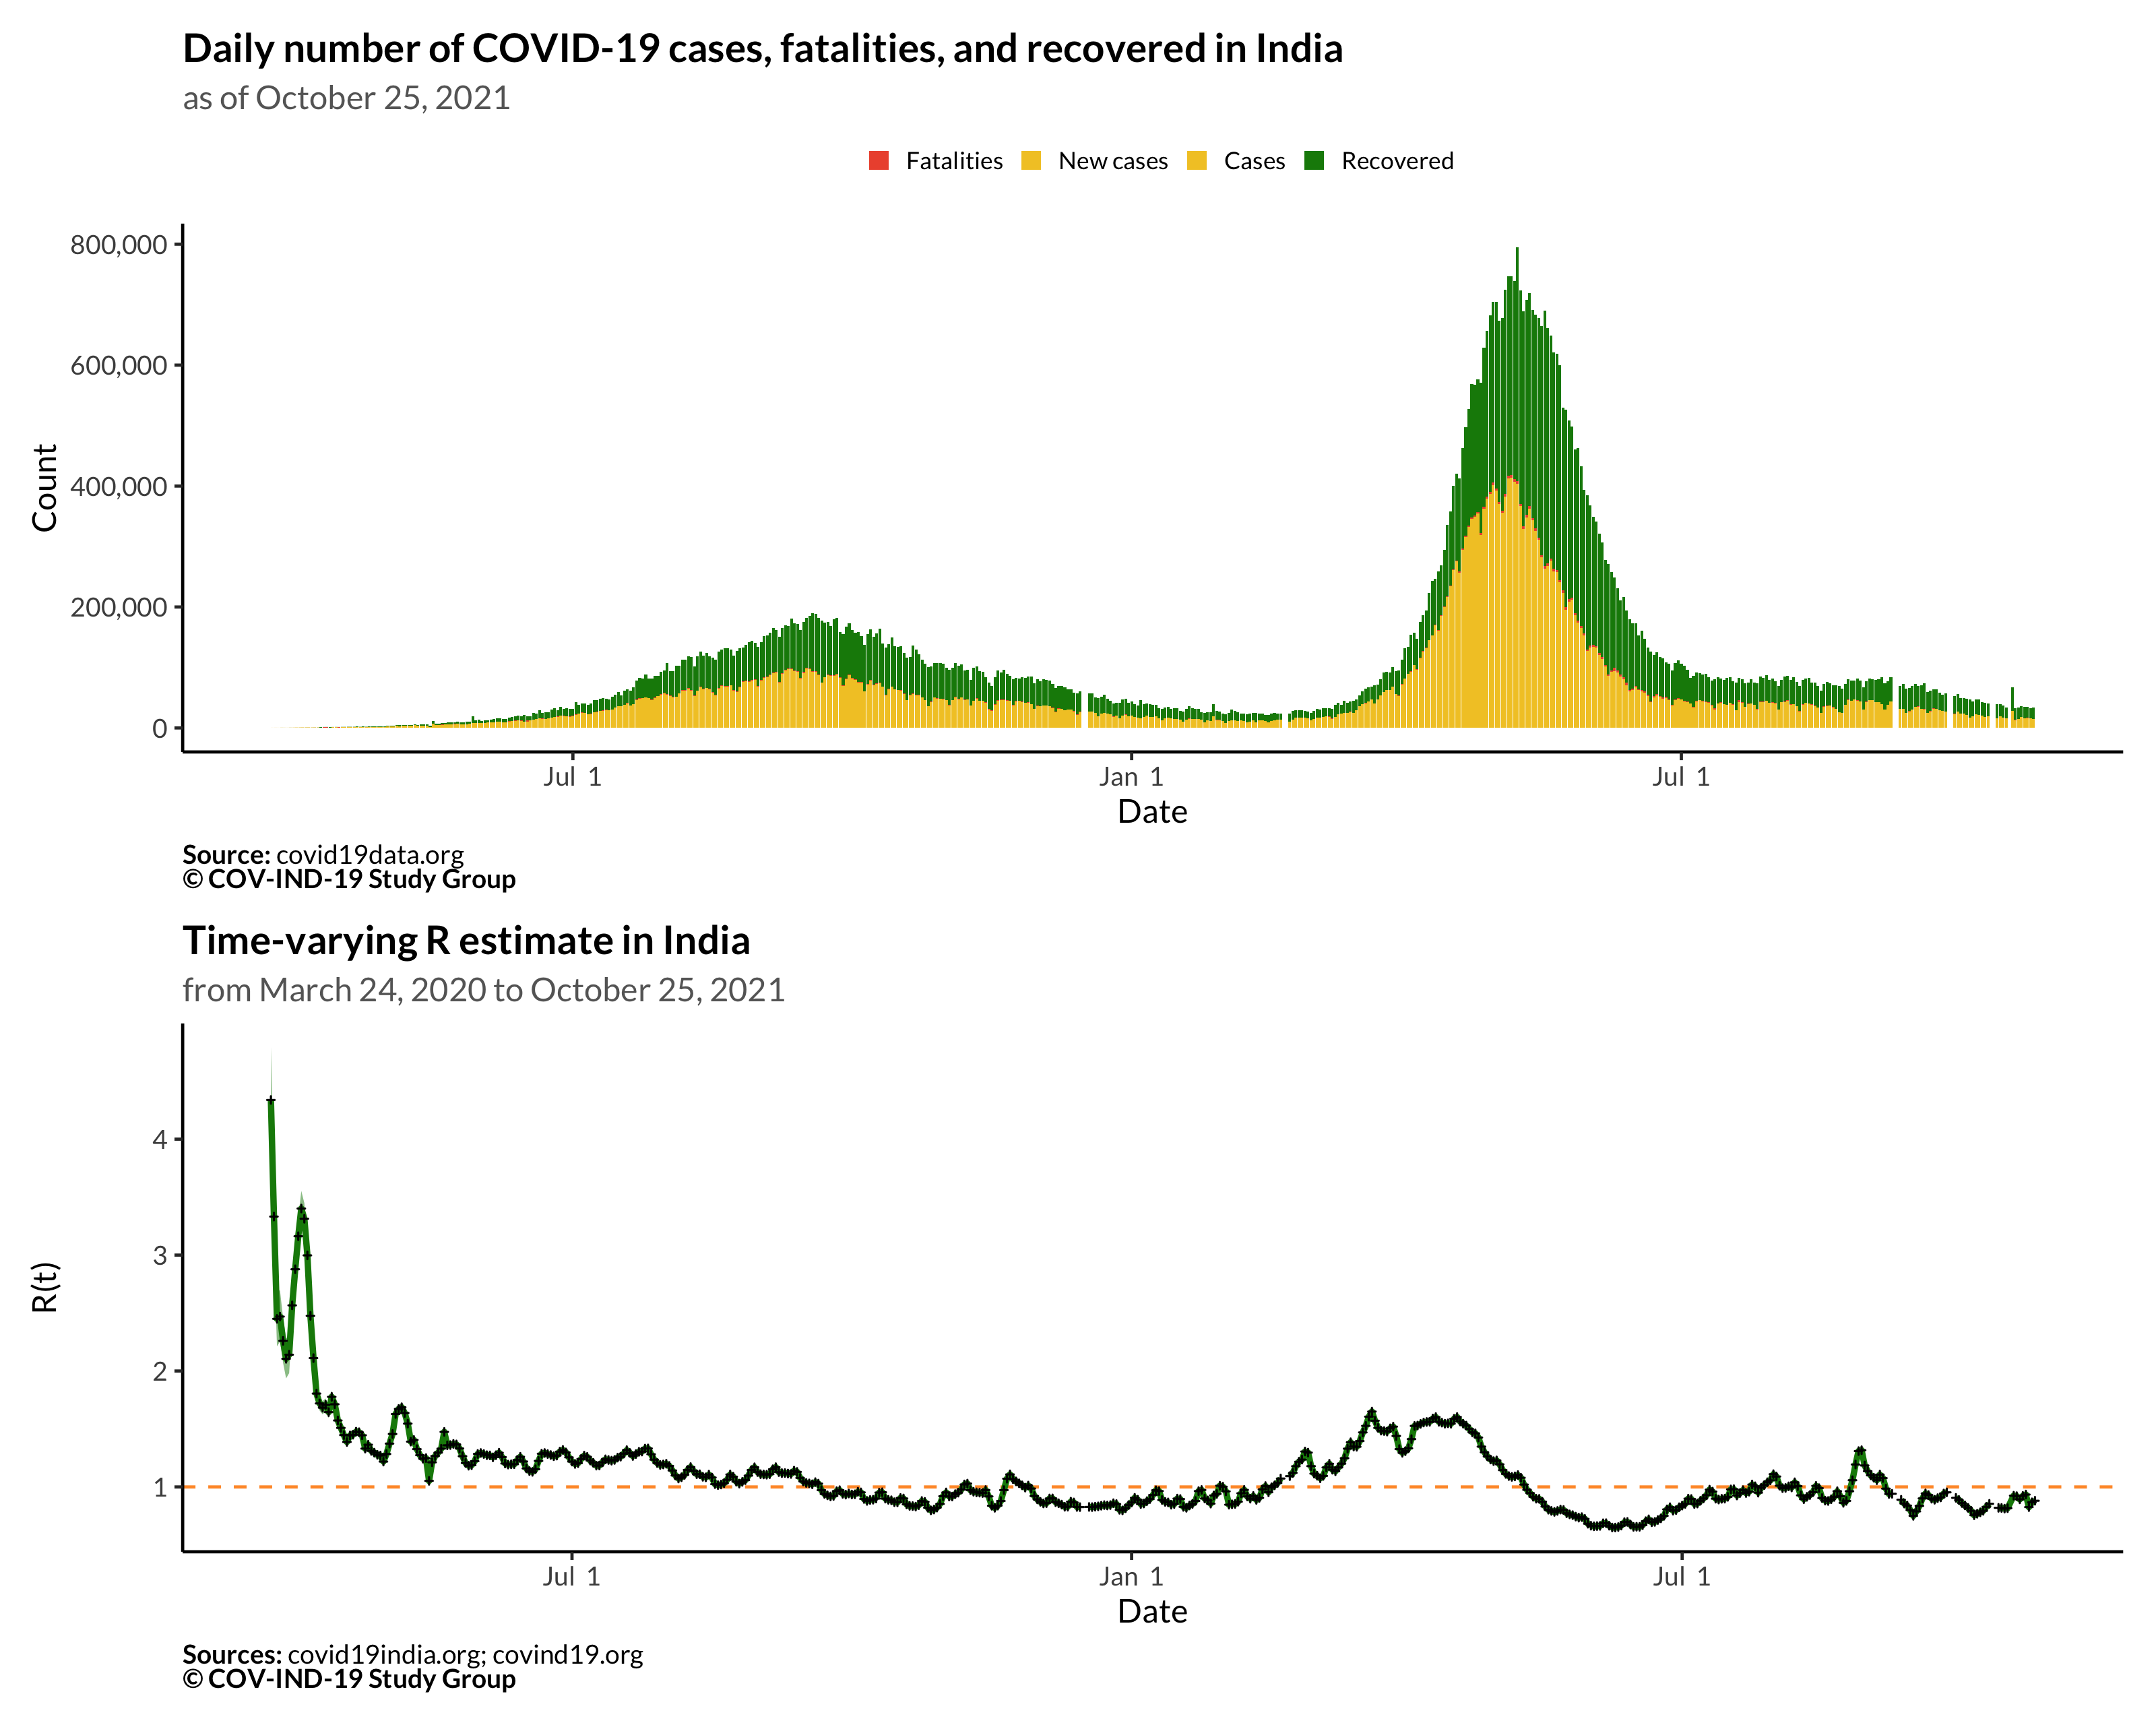 Daily number of COVID-19 cases, fatalities, and recovered in India
as of October 25, 2021
Fatalities New cases Cases Recovered
800,000
600,000
400,000
200,000
0
Count
Jul 1 Jan 1 Jul 1
Date
Source: covid19data.org
© COV-IND-19 Study Group
Time-varying R estimate in India
from March 24, 2020 to October 25, 2021
4
3
2
1
R(t)
Jul 1 Jan 1 Jul 1
Date
Sources: covid19india.org; covind19.org
© COV-IND-19 Study Group